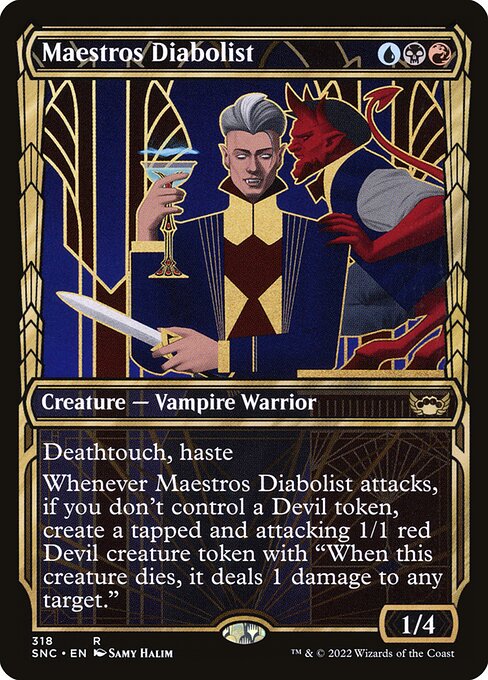 Maestros Diabolist
Creature — Vampire Warrior
Deathtouch, haste
Whenever Maestros Diabolist attacks,
if you don't control a Devil token,
create a tapped and attacking 1/1 red
Devil creature token with “When this
creature dies, it deals 1 damage to any
target.”
1/4
318 R
SNC • EN SAMY HALIM
™ & © 2022 Wizards of the Coast